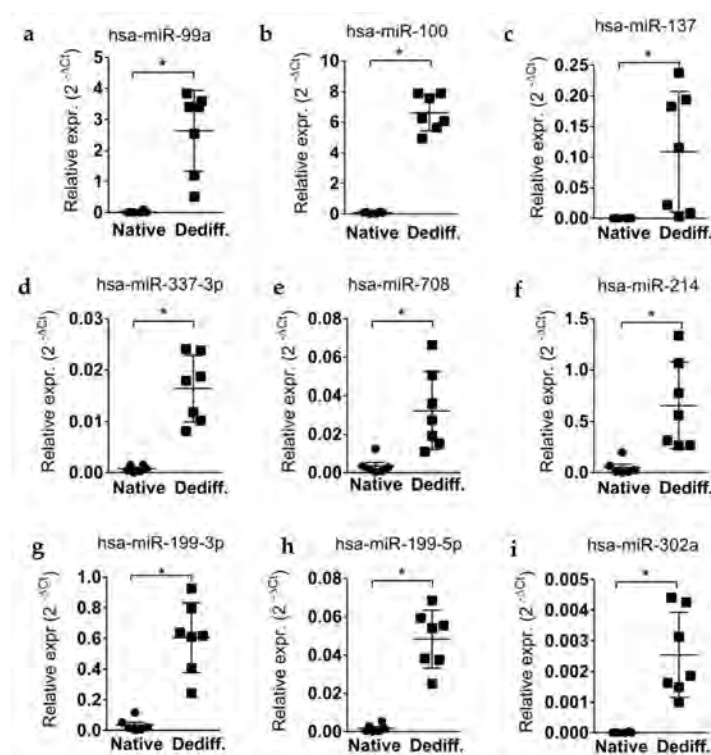 a
hsa-miR-99a
Relative expr. (2 -ΔCt)
5
4
3
2
1
0
*
Native Dediff.
b
hsa-miR-100
Relative expr. (2 -ΔCt)
10
8
6
4
2
0
*
Native Dediff.
c
hsa-miR-137
Relative expr. (2 -ΔCt)
0.25
0.20
0.15
0.10
0.05
0.00
*
Native Dediff.
d
hsa-miR-337-3p
Relative expr. (2 -ΔCt)
0.03
0.02
0.01
0.00
*
Native Dediff.
e
hsa-miR-708
Relative expr. (2 -ΔCt)
0.08
0.06
0.04
0.02
0.00
*
Native Dediff.
f
hsa-miR-214
Relative expr. (2 -ΔCt)
1.5
1.0
0.5
0.0
*
Native Dediff.
g
hsa-miR-199-3p
Relative expr. (2 -ΔCt)
1.0
0.8
0.6
0.4
0.2
0.0
*
Native Dediff.
h
hsa-miR-199-5p
Relative expr. (2 -ΔCt)
0.08
0.06
0.04
0.02
0.00
*
Native Dediff.
i
hsa-miR-302a
Relative expr. (2 -ΔCt)
0.005
0.004
0.003
0.002
0.001
0.000
*
Native Dediff.